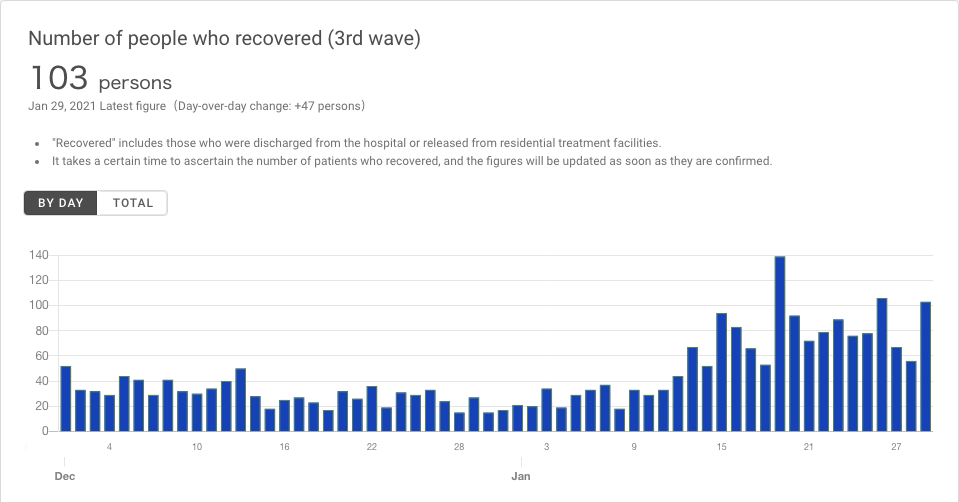 Number of people who recovered (3rd wave)
103 persons
Jan 29, 2021 Latest figure（Day-over-day change: +47 persons）
• "Recovered" includes those who were discharged from the hospital or released from residential treatment facilities.
• It takes a certain time to ascertain the number of patients who recovered, and the figures will be updated as soon as they are confirmed.
BY DAY TOTAL
140
120
100
80
60
40
20
0
4 10 16 22 28 3 9 15 21 27
Dec Jan